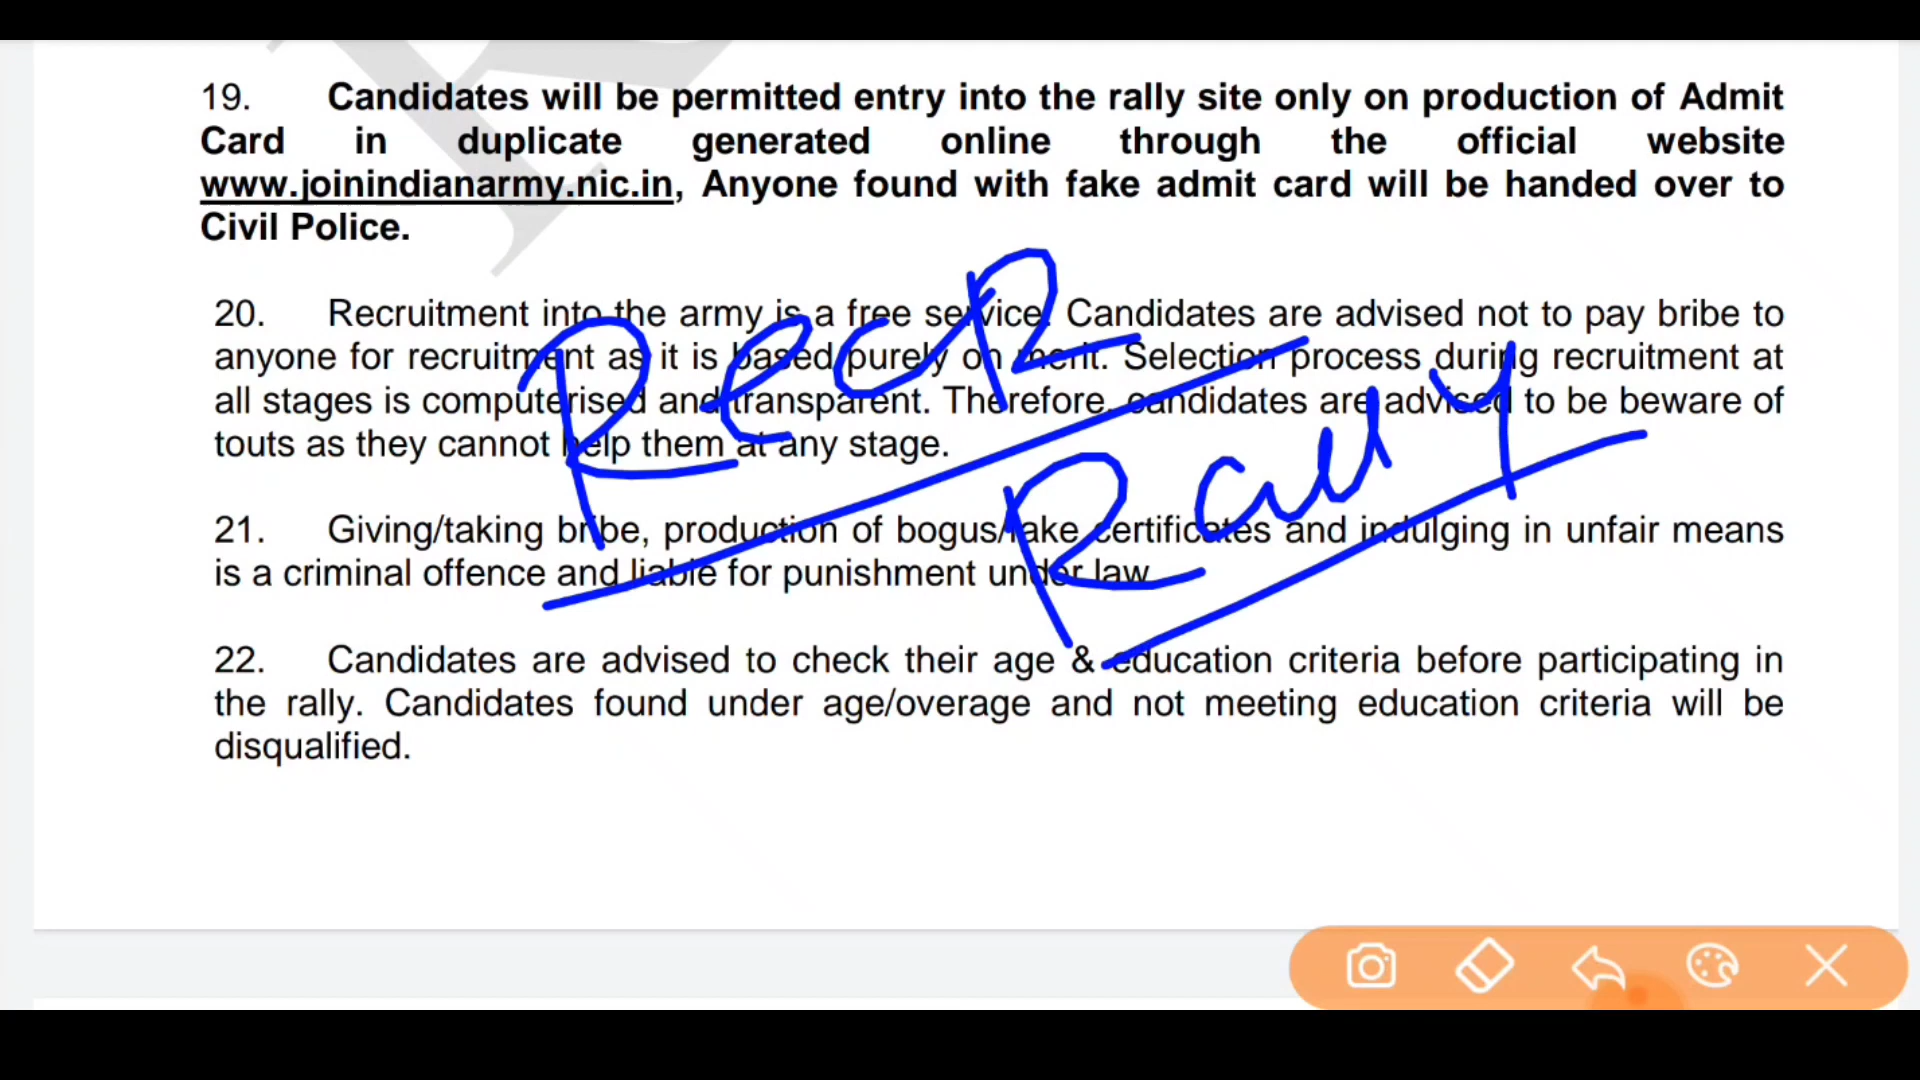 19. Candidates will be permitted entry into the rally site only on production of Admit
Card in duplicate generated online through the official website
www.joinindianarmy.nic.in, Anyone found with fake admit card will be handed over to
Civil Police.
20. Recruitment into the army is a free service. Candidates are advised not to pay bribe to
anyone for recruitment as it is based purely on merit. Selection process during recruitment at
all stages is computerised and transparent. Therefore, candidates are advised to be beware of
touts as they cannot help them at any stage.
21. Giving/taking bribe, production of bogus/fake certificates and indulging in unfair means
is a criminal offence and liable for punishment under law.
22. Candidates are advised to check their age & education criteria before participating in
the rally. Candidates found under age/overage and not meeting education criteria will be
disqualified.
Rally